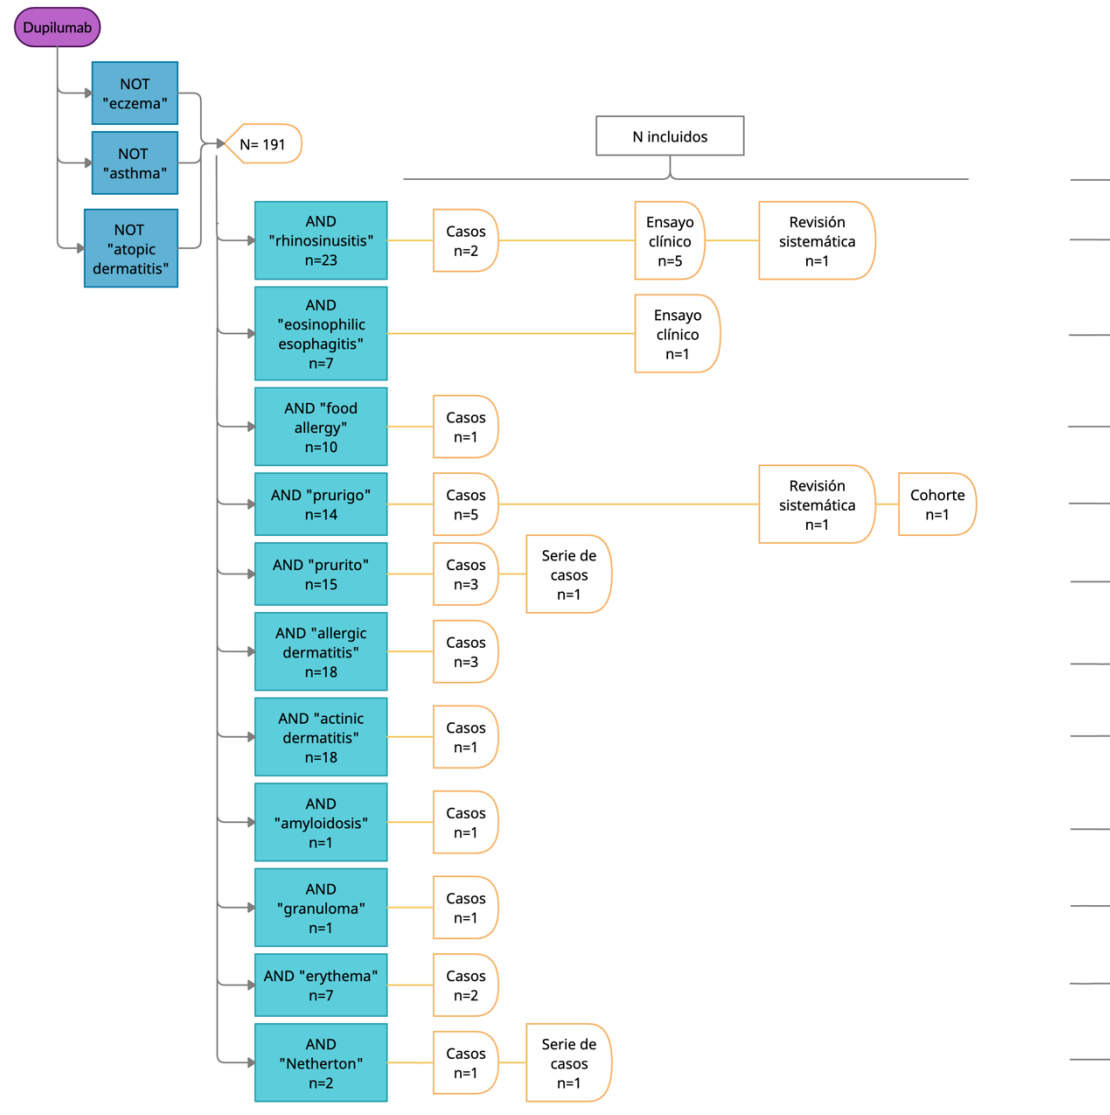 Dupilumab
NOT
"eczema"
NOT
"asthma"
NOT
"atopic
dermatitis"
N= 191
N incluidos
AND
"rhinosinusitis"
n=23
Casos
n=2
Ensayo
clínico
n=5
Revisión
sistemática
n=1
AND
"eosinophilic
esophagitis"
n=7
Ensayo
clínico
n=1
AND "food
allergy"
n=10
Casos
n=1
AND "prurigo"
n=14
Casos
n=5
Revisión
sistemática
n=1
Cohorte
n=1
AND "prurito"
n=15
Casos
n=3
Serie de
casos
n=1
AND "allergic
dermatitis"
n=18
Casos
n=3
AND "actinic
dermatitis"
n=18
Casos
n=1
AND
"amyloidosis"
n=1
Casos
n=1
AND
"granuloma"
n=1
Casos
n=1
AND "erythema"
n=7
Casos
n=2
AND
"Netherton"
n=2
Casos
n=1
Serie de
casos
n=1